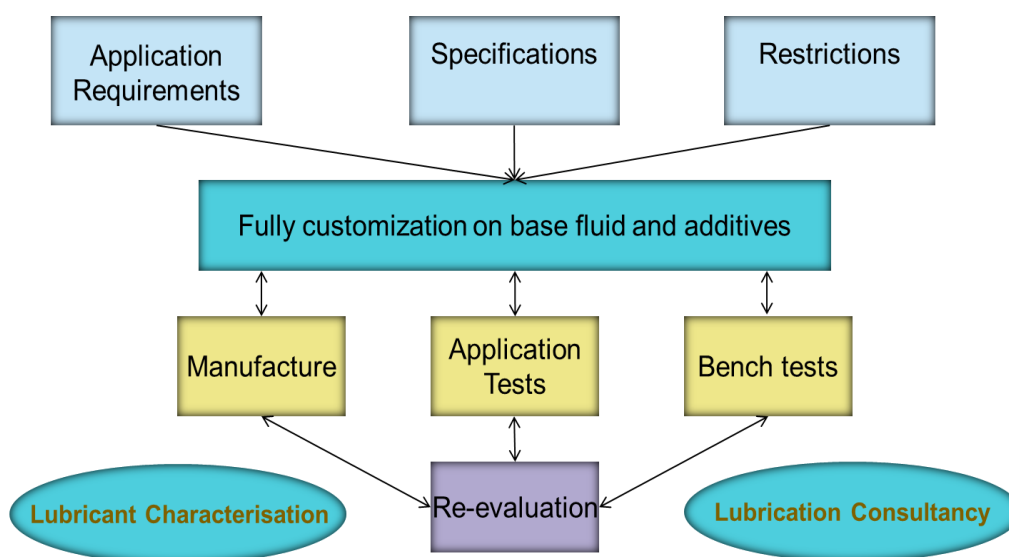 Application
Requirements
Specifications
Restrictions
Fully customization on base fluid and additives
Manufacture
Application
Tests
Bench tests
Re-evaluation
Lubricant Characterisation
Lubrication Consultancy